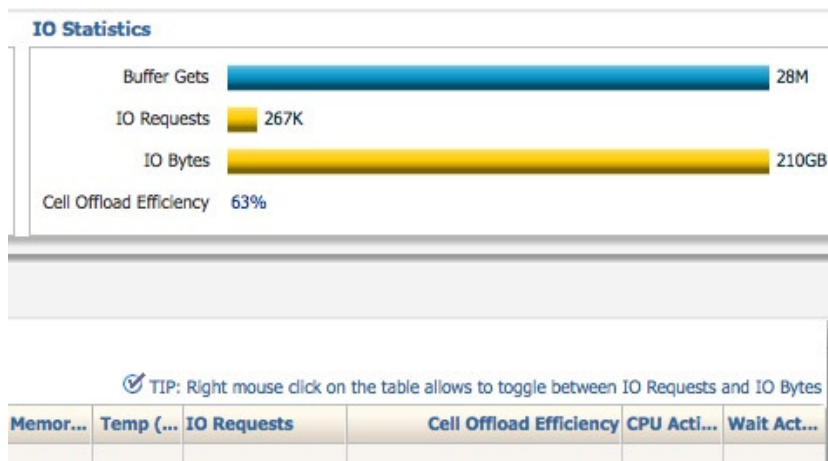 IO Statistics
Buffer Gets 28M
IO Requests 267K
IO Bytes 210GB
Cell Offload Efficiency 63%
TIP: Right mouse click on the table allows to toggle between IO Requests and IO Bytes
Memor... Temp (... IO Requests Cell Offload Efficiency CPU Acti... Wait Act...